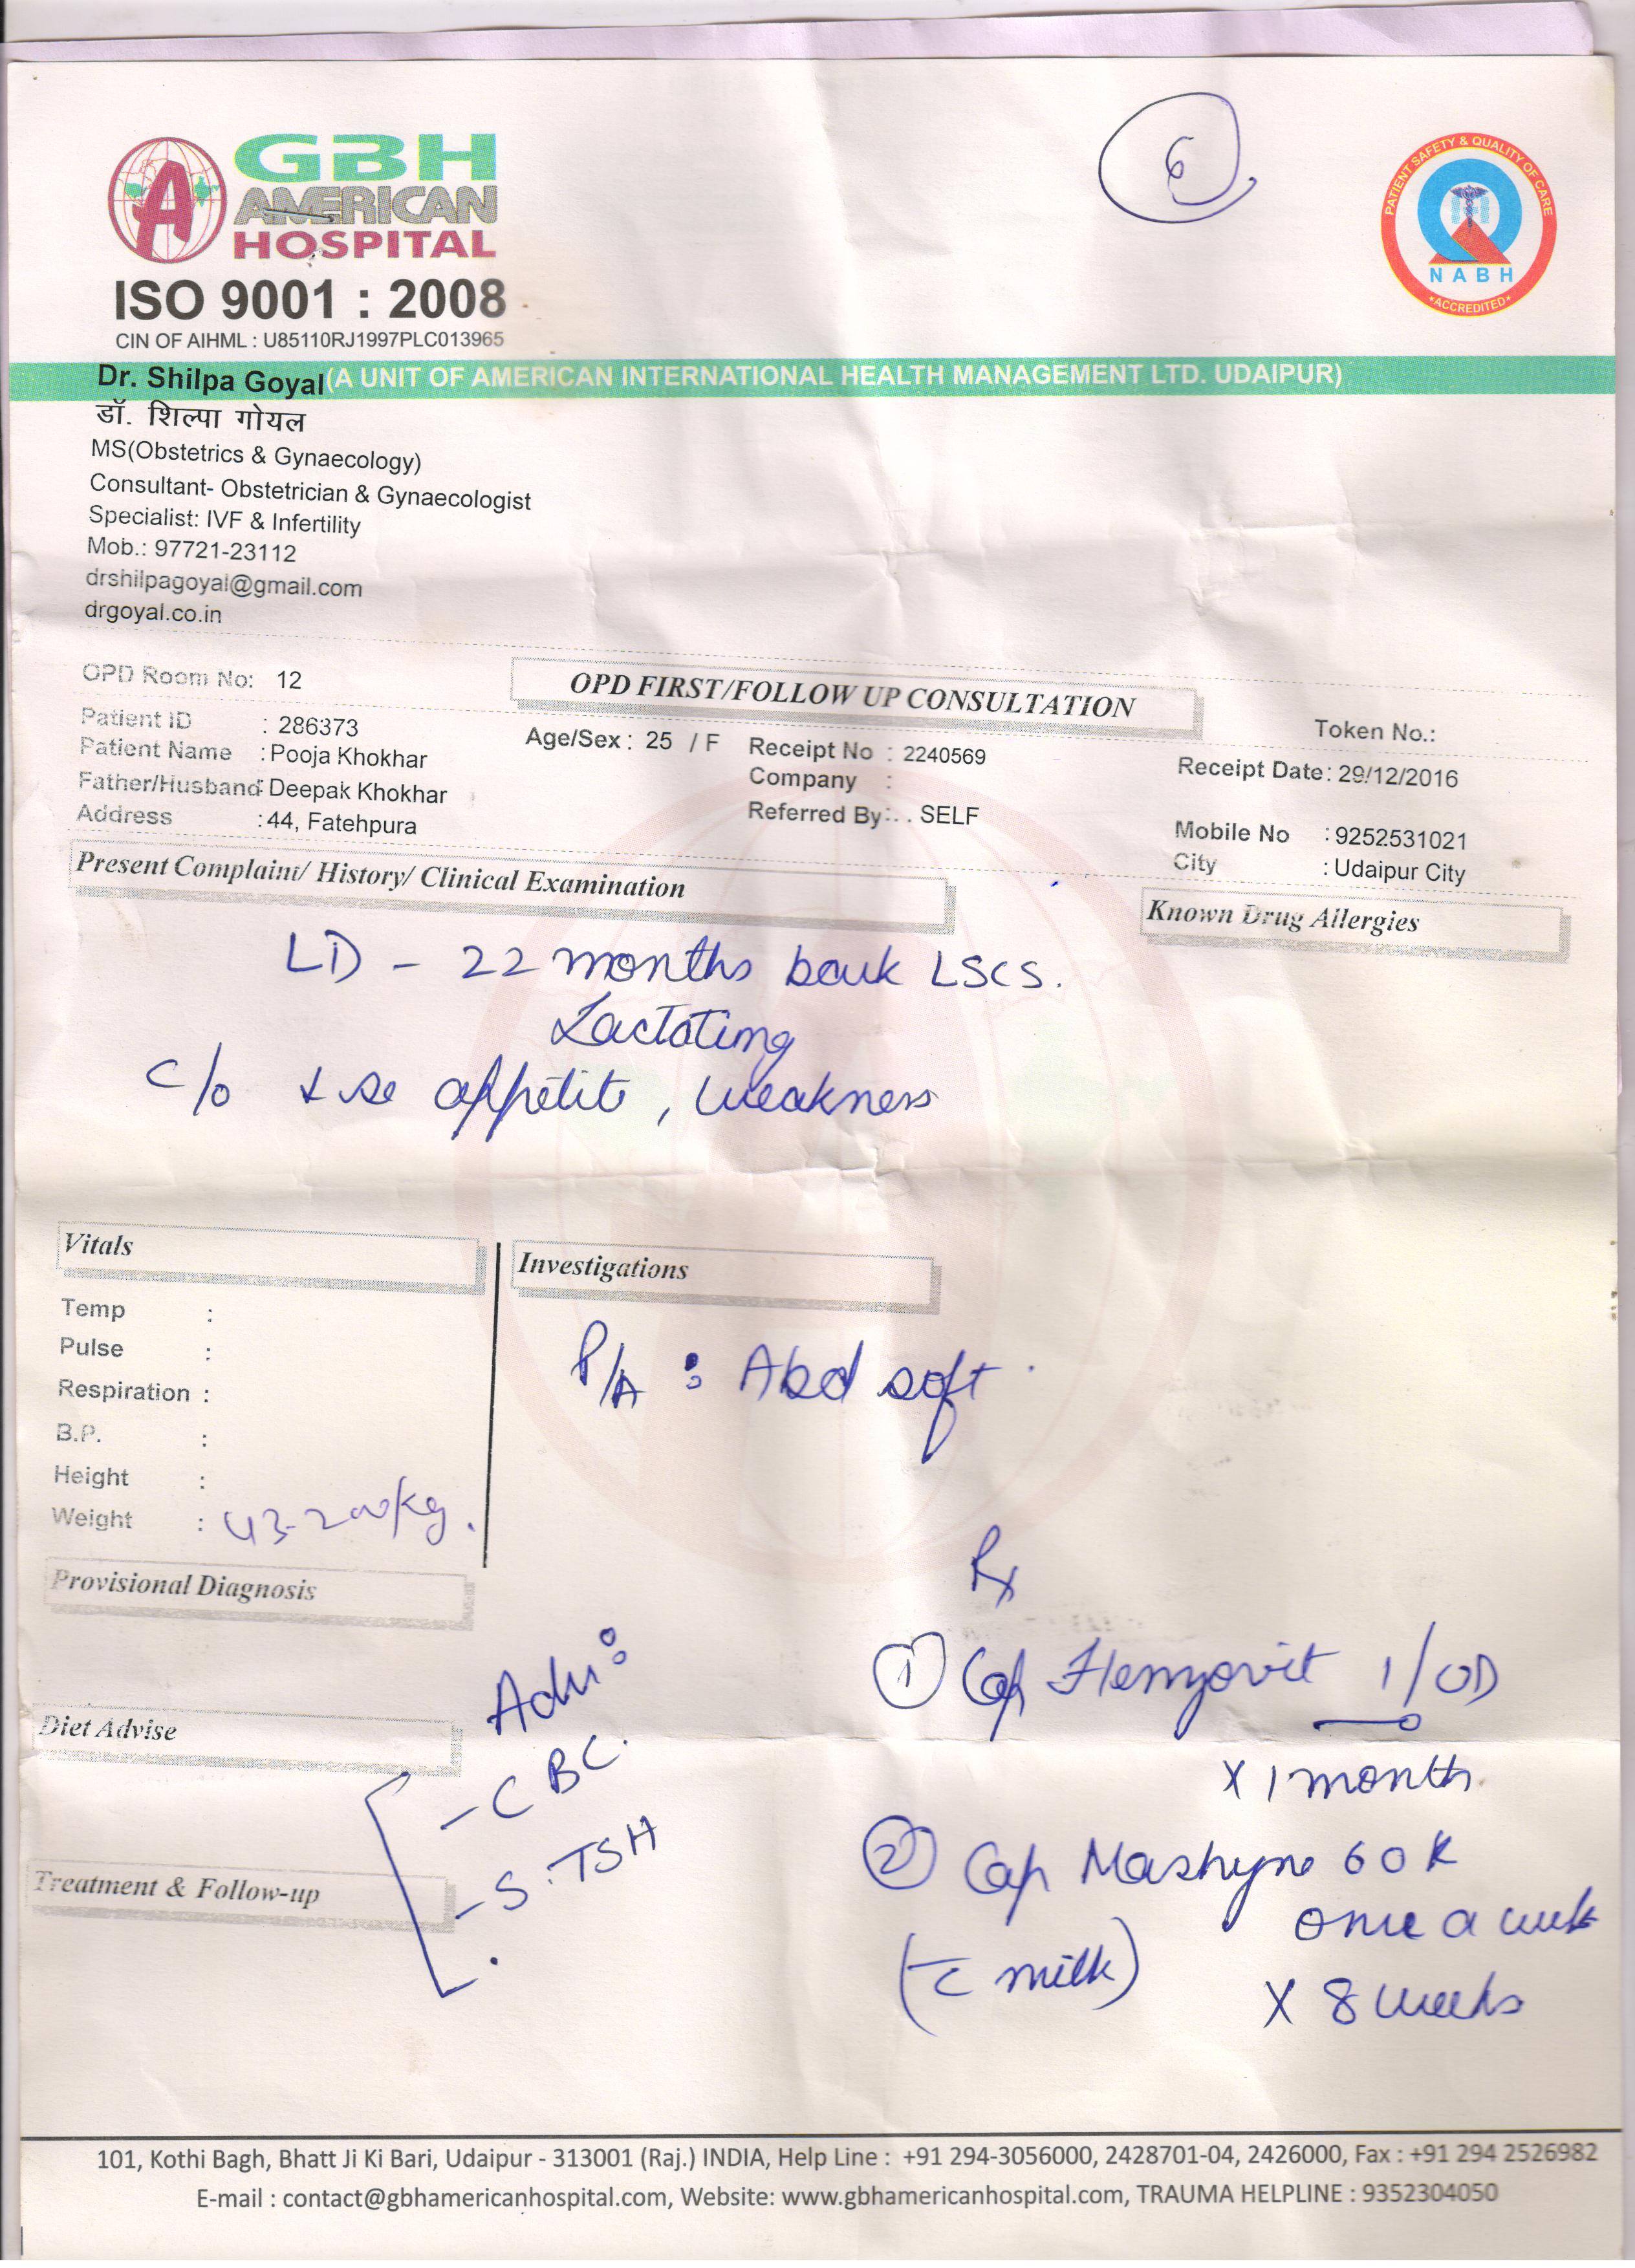 6
GBH
AMERICAN
HOSPITAL
ISO 9001 : 2008
CIN OF AIHML : U85110RJ1997PLC013965
PATIENT SAFETY & QUALITY OF CARE
NABH
ACCREDITED
Dr. Shilpa Goyal (A UNIT OF AMERICAN INTERNATIONAL HEALTH MANAGEMENT LTD. UDAIPUR)
डॉ. शिल्पा गोयल
MS(Obstetrics & Gynaecology)
Consultant- Obstetrician & Gynaecologist
Specialist: IVF & Infertility
Mob.: 97721-23112
drshilpagoyal@gmail.com
drgoyal.co.in
OPD Room No: 12
OPD FIRST/FOLLOW UP CONSULTATION
Token No.:
Patient ID : 286373
Age/Sex : 25 / F Receipt No : 2240569 Receipt Date: 29/12/2016
Patient Name : Pooja Khokhar
Company :
Father/Husband: Deepak Khokhar
Referred By:. . SELF
Mobile No : 9252531021
Address : 44, Fatehpura
City : Udaipur City
Present Complaint/ History/ Clinical Examination
Known Drug Allergies
LD - 22 months back LSCS.
Lactating
C/o ↓se appetite, weakness
Vitals
Investigations
Temp :
Pulse :
Respiration :
B.P. :
Height :
Weight : 43.200kg.
P/A : Abd soft
Provisional Diagnosis
Rx
Adv:
- CBC.
- S. TSH
Diet Advise
Treatment & Follow-up
① Cap 1/OD
x 1 month.
② Cap 60K
once a week
(c̄ milk)
x 8 weeks
101, Kothi Bagh, Bhatt Ji Ki Bari, Udaipur - 313001 (Raj.) INDIA, Help Line : +91 294-3056000, 2428701-04, 2426000, Fax : +91 294 2526982
E-mail : contact@gbhamericanhospital.com, Website: www.gbhamericanhospital.com, TRAUMA HELPLINE : 9352304050